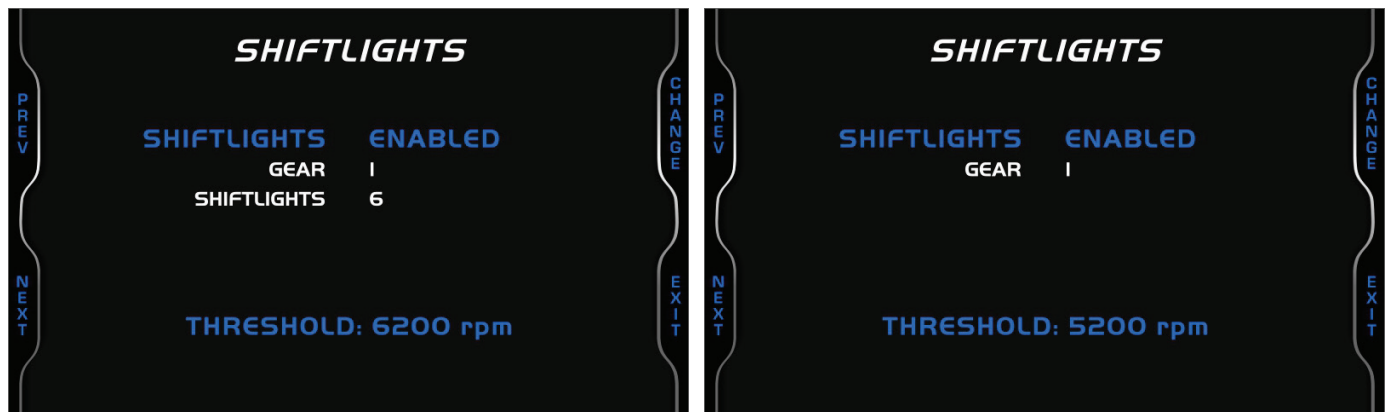 SHIFTLIGHTS
PREV
CHANGE
SHIFTLIGHTS ENABLED
GEAR 1
SHIFTLIGHTS 6
NEXT
EXIT
THRESHOLD: 6200 rpm
SHIFTLIGHTS
PREV
CHANGE
SHIFTLIGHTS ENABLED
GEAR 1
NEXT
EXIT
THRESHOLD: 5200 rpm